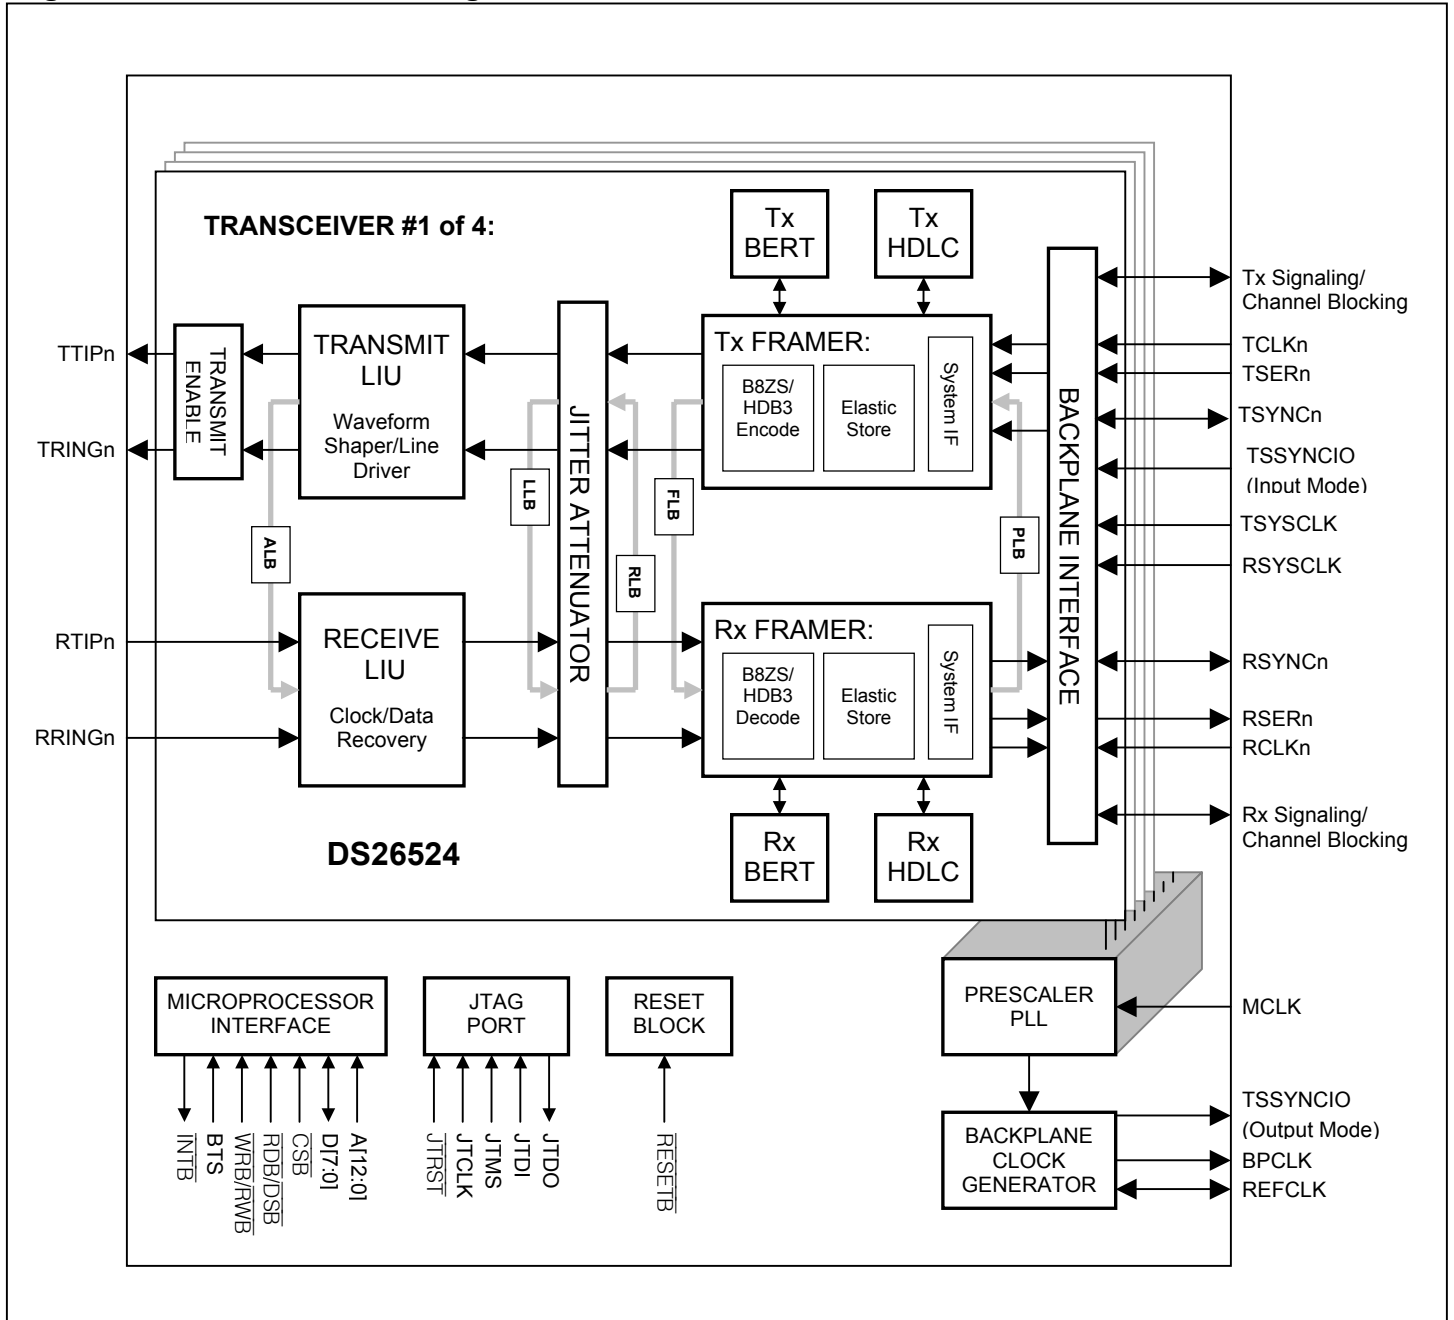 TRANSCEIVER #1 of 4:
Tx
BERT
Tx
HDLC
TTIPn
TRINGn
TRANSMIT
ENABLE
TRANSMIT
LIU
Waveform
Shaper/Line
Driver
JITTER ATTENUATOR
Tx FRAMER:
B8ZS/
HDB3
Encode
Elastic
Store
System IF
BACKPLANE INTERFACE
Tx Signaling/
Channel Blocking
TCLKn
TSERn
TSYNCn
TSSYNCIO
(Input Mode)
TSYSCLK
RSYSCLK
ALB
LLB
RLB
FLB
PLB
RTIPn
RRINGn
RECEIVE
LIU
Clock/Data
Recovery
Rx FRAMER:
B8ZS/
HDB3
Decode
Elastic
Store
System IF
RSYNCn
RSERn
RCLKn
Rx Signaling/
Channel Blocking
DS26524
Rx
BERT
Rx
HDLC
MICROPROCESSOR
INTERFACE
JTAG
PORT
RESET
BLOCK
PRESCALER
PLL
MCLK
INTB
BTS
WRB/RWB
RDB/DSB
CSB
D[7:0]
A[12:0]
JTRST
JTCLK
JTMS
JTDI
JTDO
RESETB
BACKPLANE
CLOCK
GENERATOR
TSSYNCIO
(Output Mode)
BPCLK
REFCLK